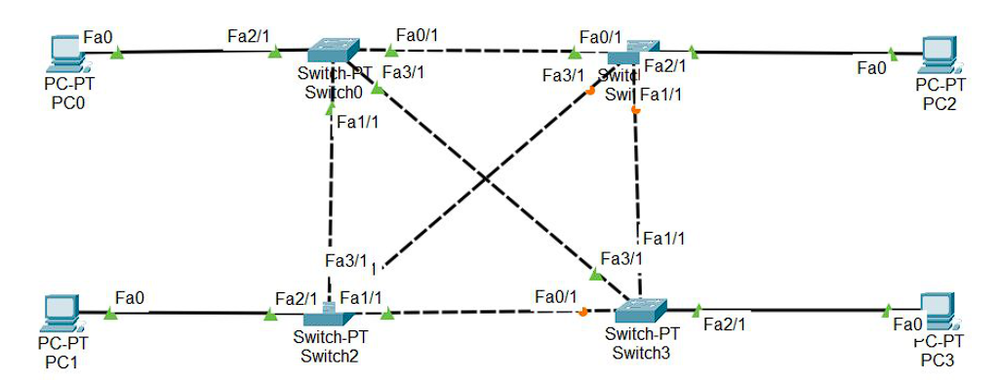 Fa0
Fa2/1
Fa0/1
Fa0/1
PC-PT
PC0
Switch-PT
Switch0
Fa3/1
Fa3/1
Fa2/1
Fa0
PC-PT
PC2
Fa1/1
Fa1/1
Fa1/1
Fa3/1
Fa3/1
Fa0
Fa2/1
Fa1/1
Fa0/1
Fa2/1
Fa0
PC-PT
PC1
Switch-PT
Switch2
Switch-PT
Switch3
C-PT
PC3